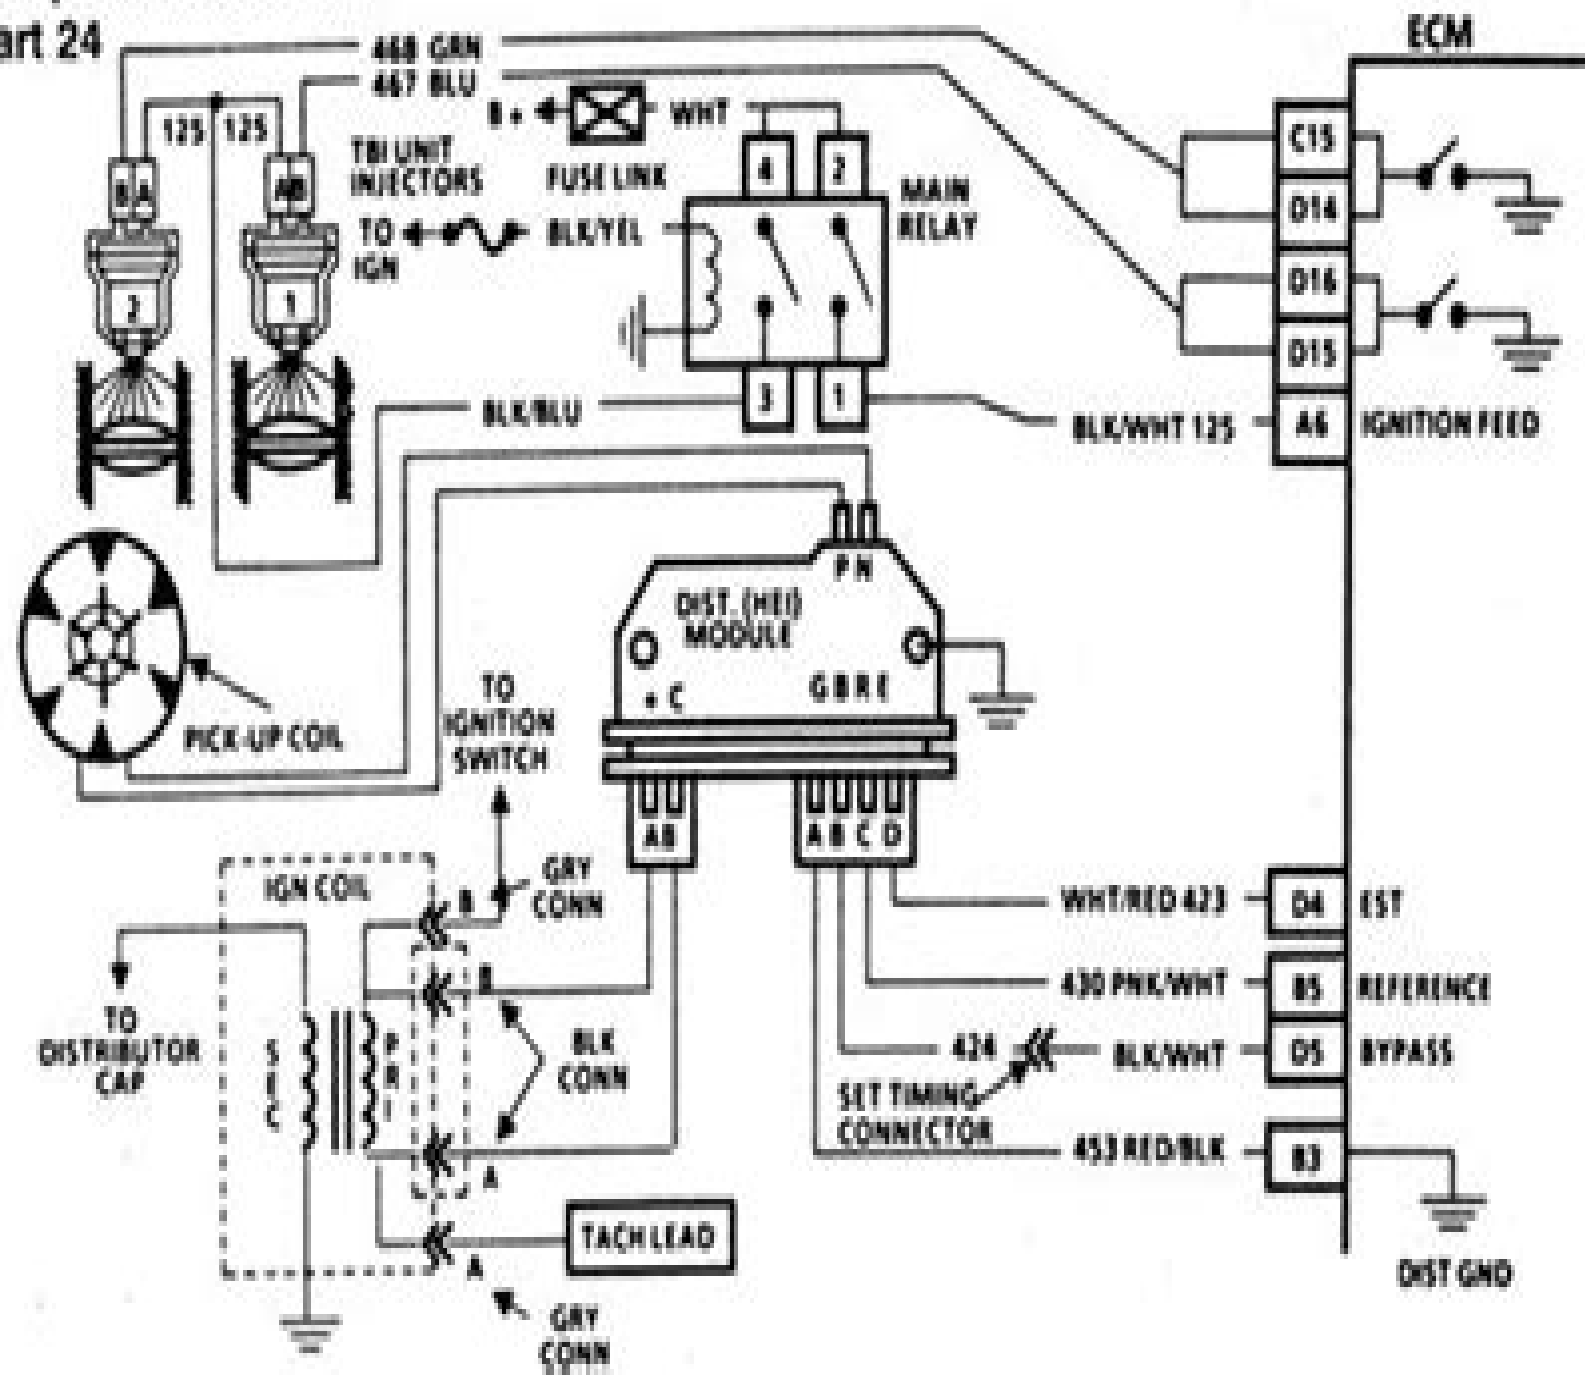 art 24
ECM
468 GRN
467 BLU
B+
WHT
125
125
TBI UNIT
INJECTORS
FUSE LINK
4
2
MAIN
RELAY
C15
D14
D16
D15
B A
A B
TO
IGN
BLK/YEL
2
1
BLK/BLU
3
1
BLK/WHT 125
A6
IGNITION FEED
P N
DIST. (HEI)
MODULE
+ C
G B R E
PICK-UP COIL
TO
IGNITION
SWITCH
A B
A B C D
IGN COIL
B
GRY
CONN
WHT/RED 423
D4
EST
B
430 PNK/WHT
B5
REFERENCE
TO
DISTRIBUTOR
CAP
SEC
PRI
BLK
CONN
424
BLK/WHT
D5
BYPASS
SET TIMING
CONNECTOR
453 RED/BLK
B3
A
TACH LEAD
A
DIST GND
GRY
CONN